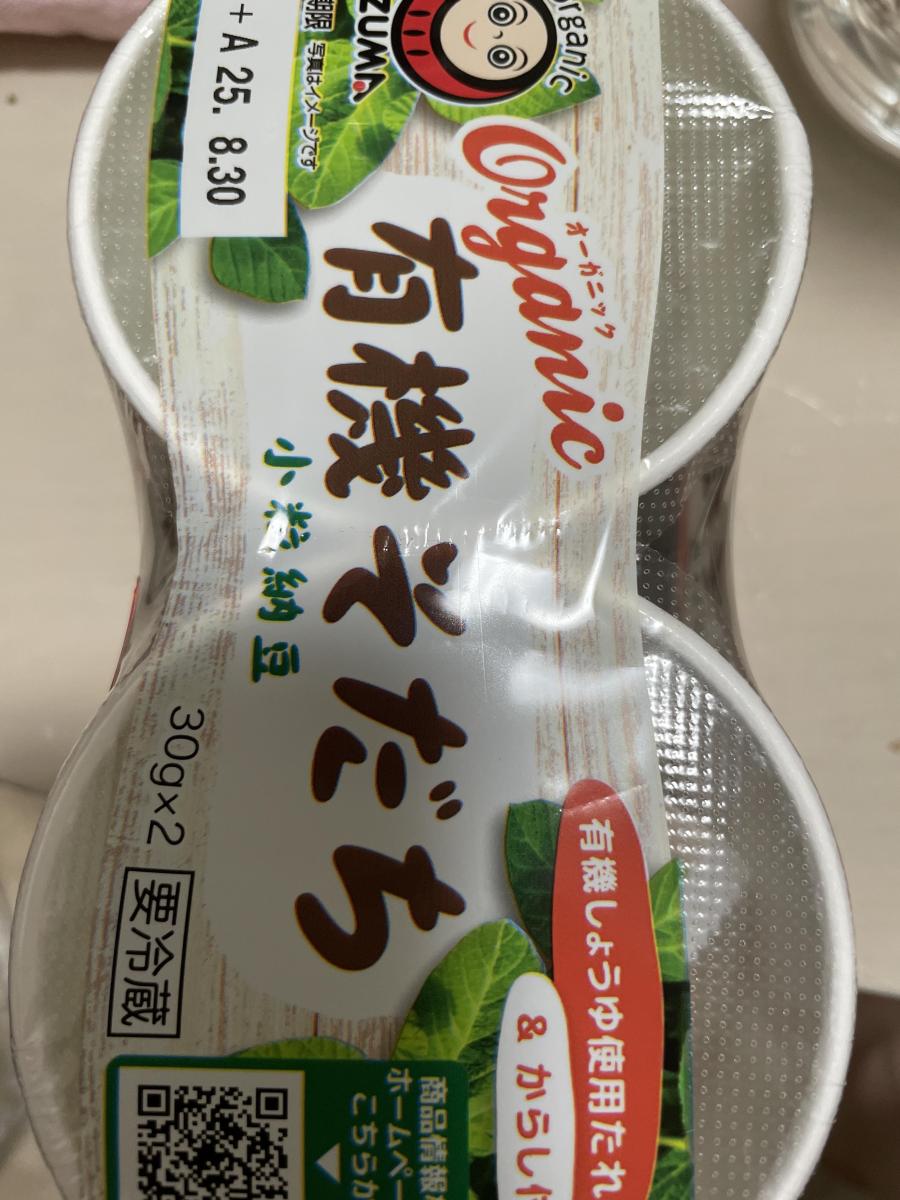 organic
AZUMA
期限 写真はイメージです
+ A 25. 8.30
オーガニック
Organic
有機そだち
小粒納豆
30g×2
要冷蔵
有機しょうゆ使用たれ
& からし付
商品情報
ホームペー
こちらか